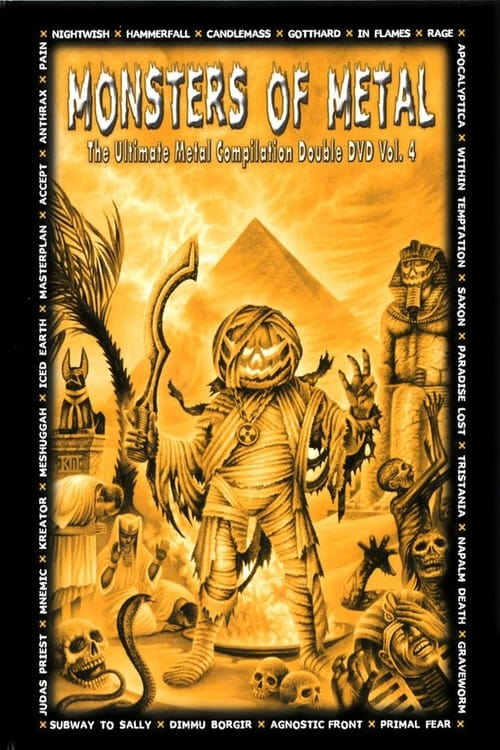 × NIGHTWISH × HAMMERFALL × CANDLEMASS × GOTTHARD × IN FLAMES × RAGE ×
MONSTERS OF METAL
The Ultimate Metal Compilation Double DVD Vol. 4
APOCALYPTICA × WITHIN TEMPTATION × SAXON × PARADISE LOST × TRISTANIA × NAPALM DEATH × GRAVEWORM
JUDAS PRIEST × MNEMIC × KREATOR × MESHUGGAH × ICED EARTH × MASTERPLAN × ACCEPT × ANTHRAX × PAIN
× SUBWAY TO SALLY × DIMMU BORGIR × AGNOSTIC FRONT × PRIMAL FEAR ×